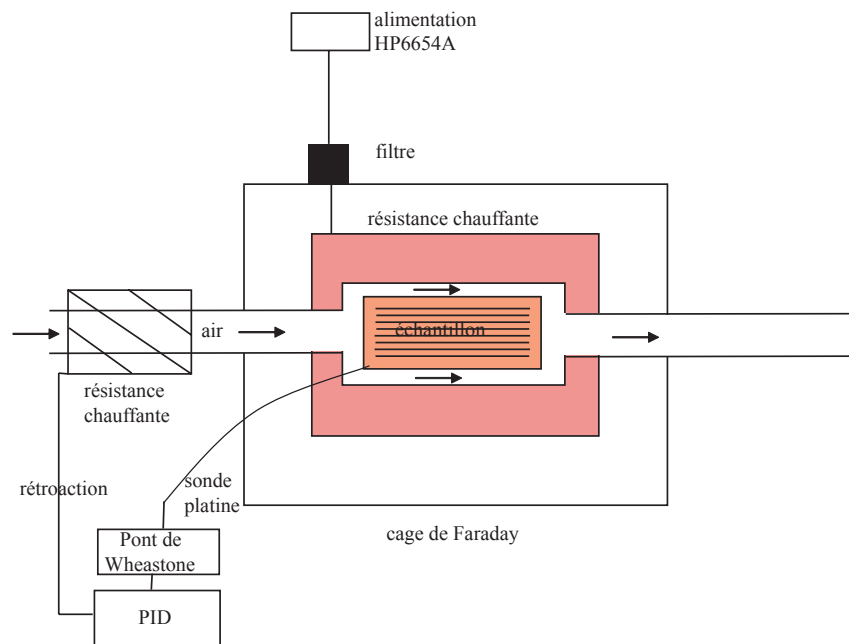 alimentation
HP6654A
filtre
résistance chauffante
air
échantillon
résistance
chauffante
rétroaction
sonde
platine
cage de Faraday
Pont de
Wheastone
PID